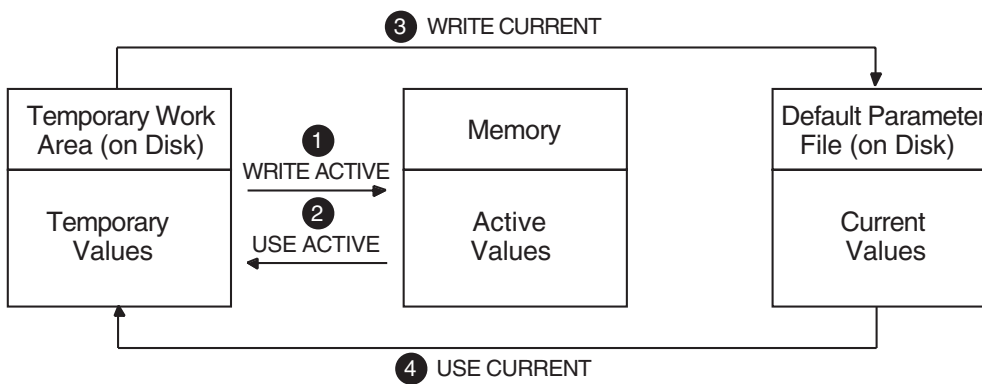 3 WRITE CURRENT
Temporary Work
Area (on Disk)
Temporary
Values
1
WRITE ACTIVE
2
USE ACTIVE
Memory
Active
Values
Default Parameter
File (on Disk)
Current
Values
4 USE CURRENT